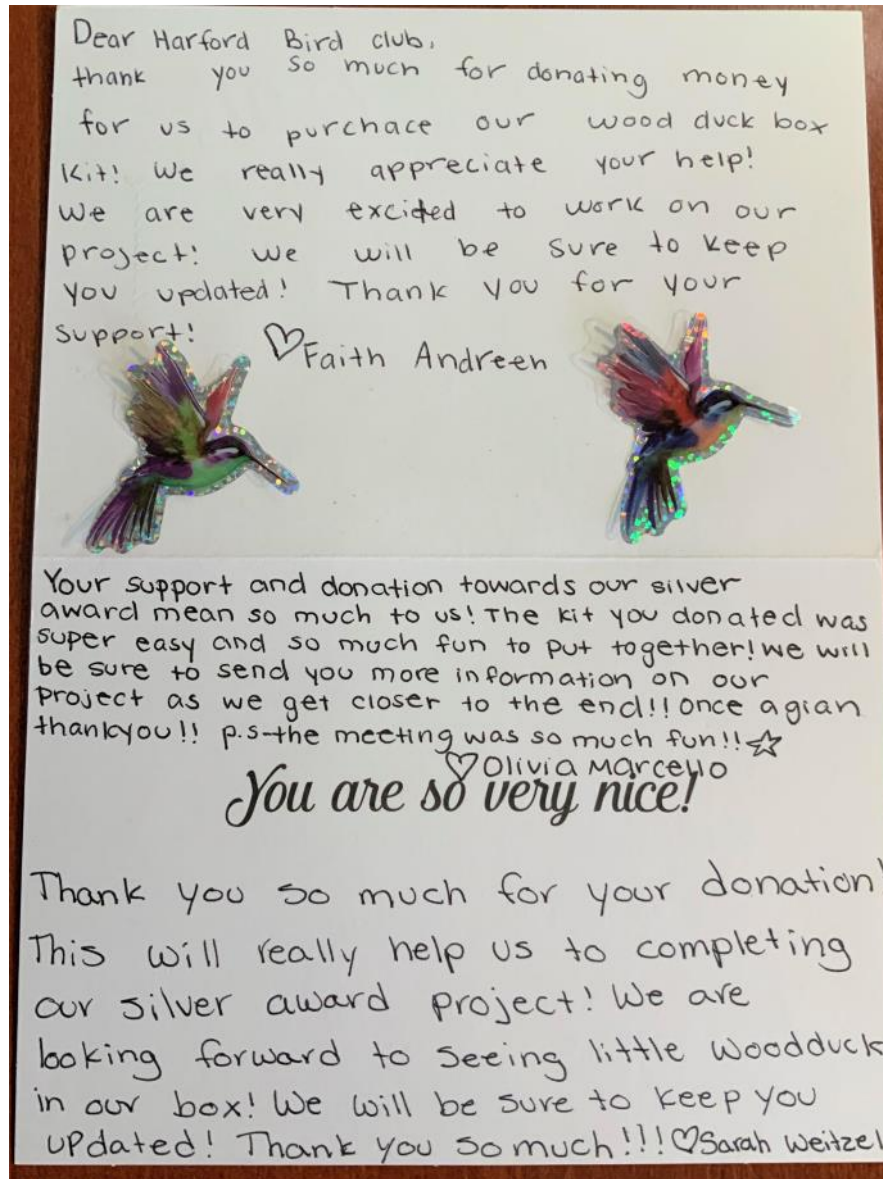 Dear Harford Bird club,
thank you so much for donating money
for us to purchace our wood duck box
kit! We really appreciate your help!
We are very excited to work on our
project! we will be sure to keep
you updated! Thank you for your
support! ♡Faith Andreen
Your support and donation towards our silver
award mean so much to us! The kit you donated was
super easy and so much fun to put together! we will
be sure to send you more information on our
project as we get closer to the end!! Once agian
thankyou!! p.s-the meeting was so much fun!! ☆
♡Olivia Marcello
You are so very nice!
Thank you so much for your donation!
This will really help us to completing
our silver award project! We are
looking forward to seeing little woodduck
in our box! We will be sure to keep you
updated! Thank you so much!!! ♡Sarah Weitzel